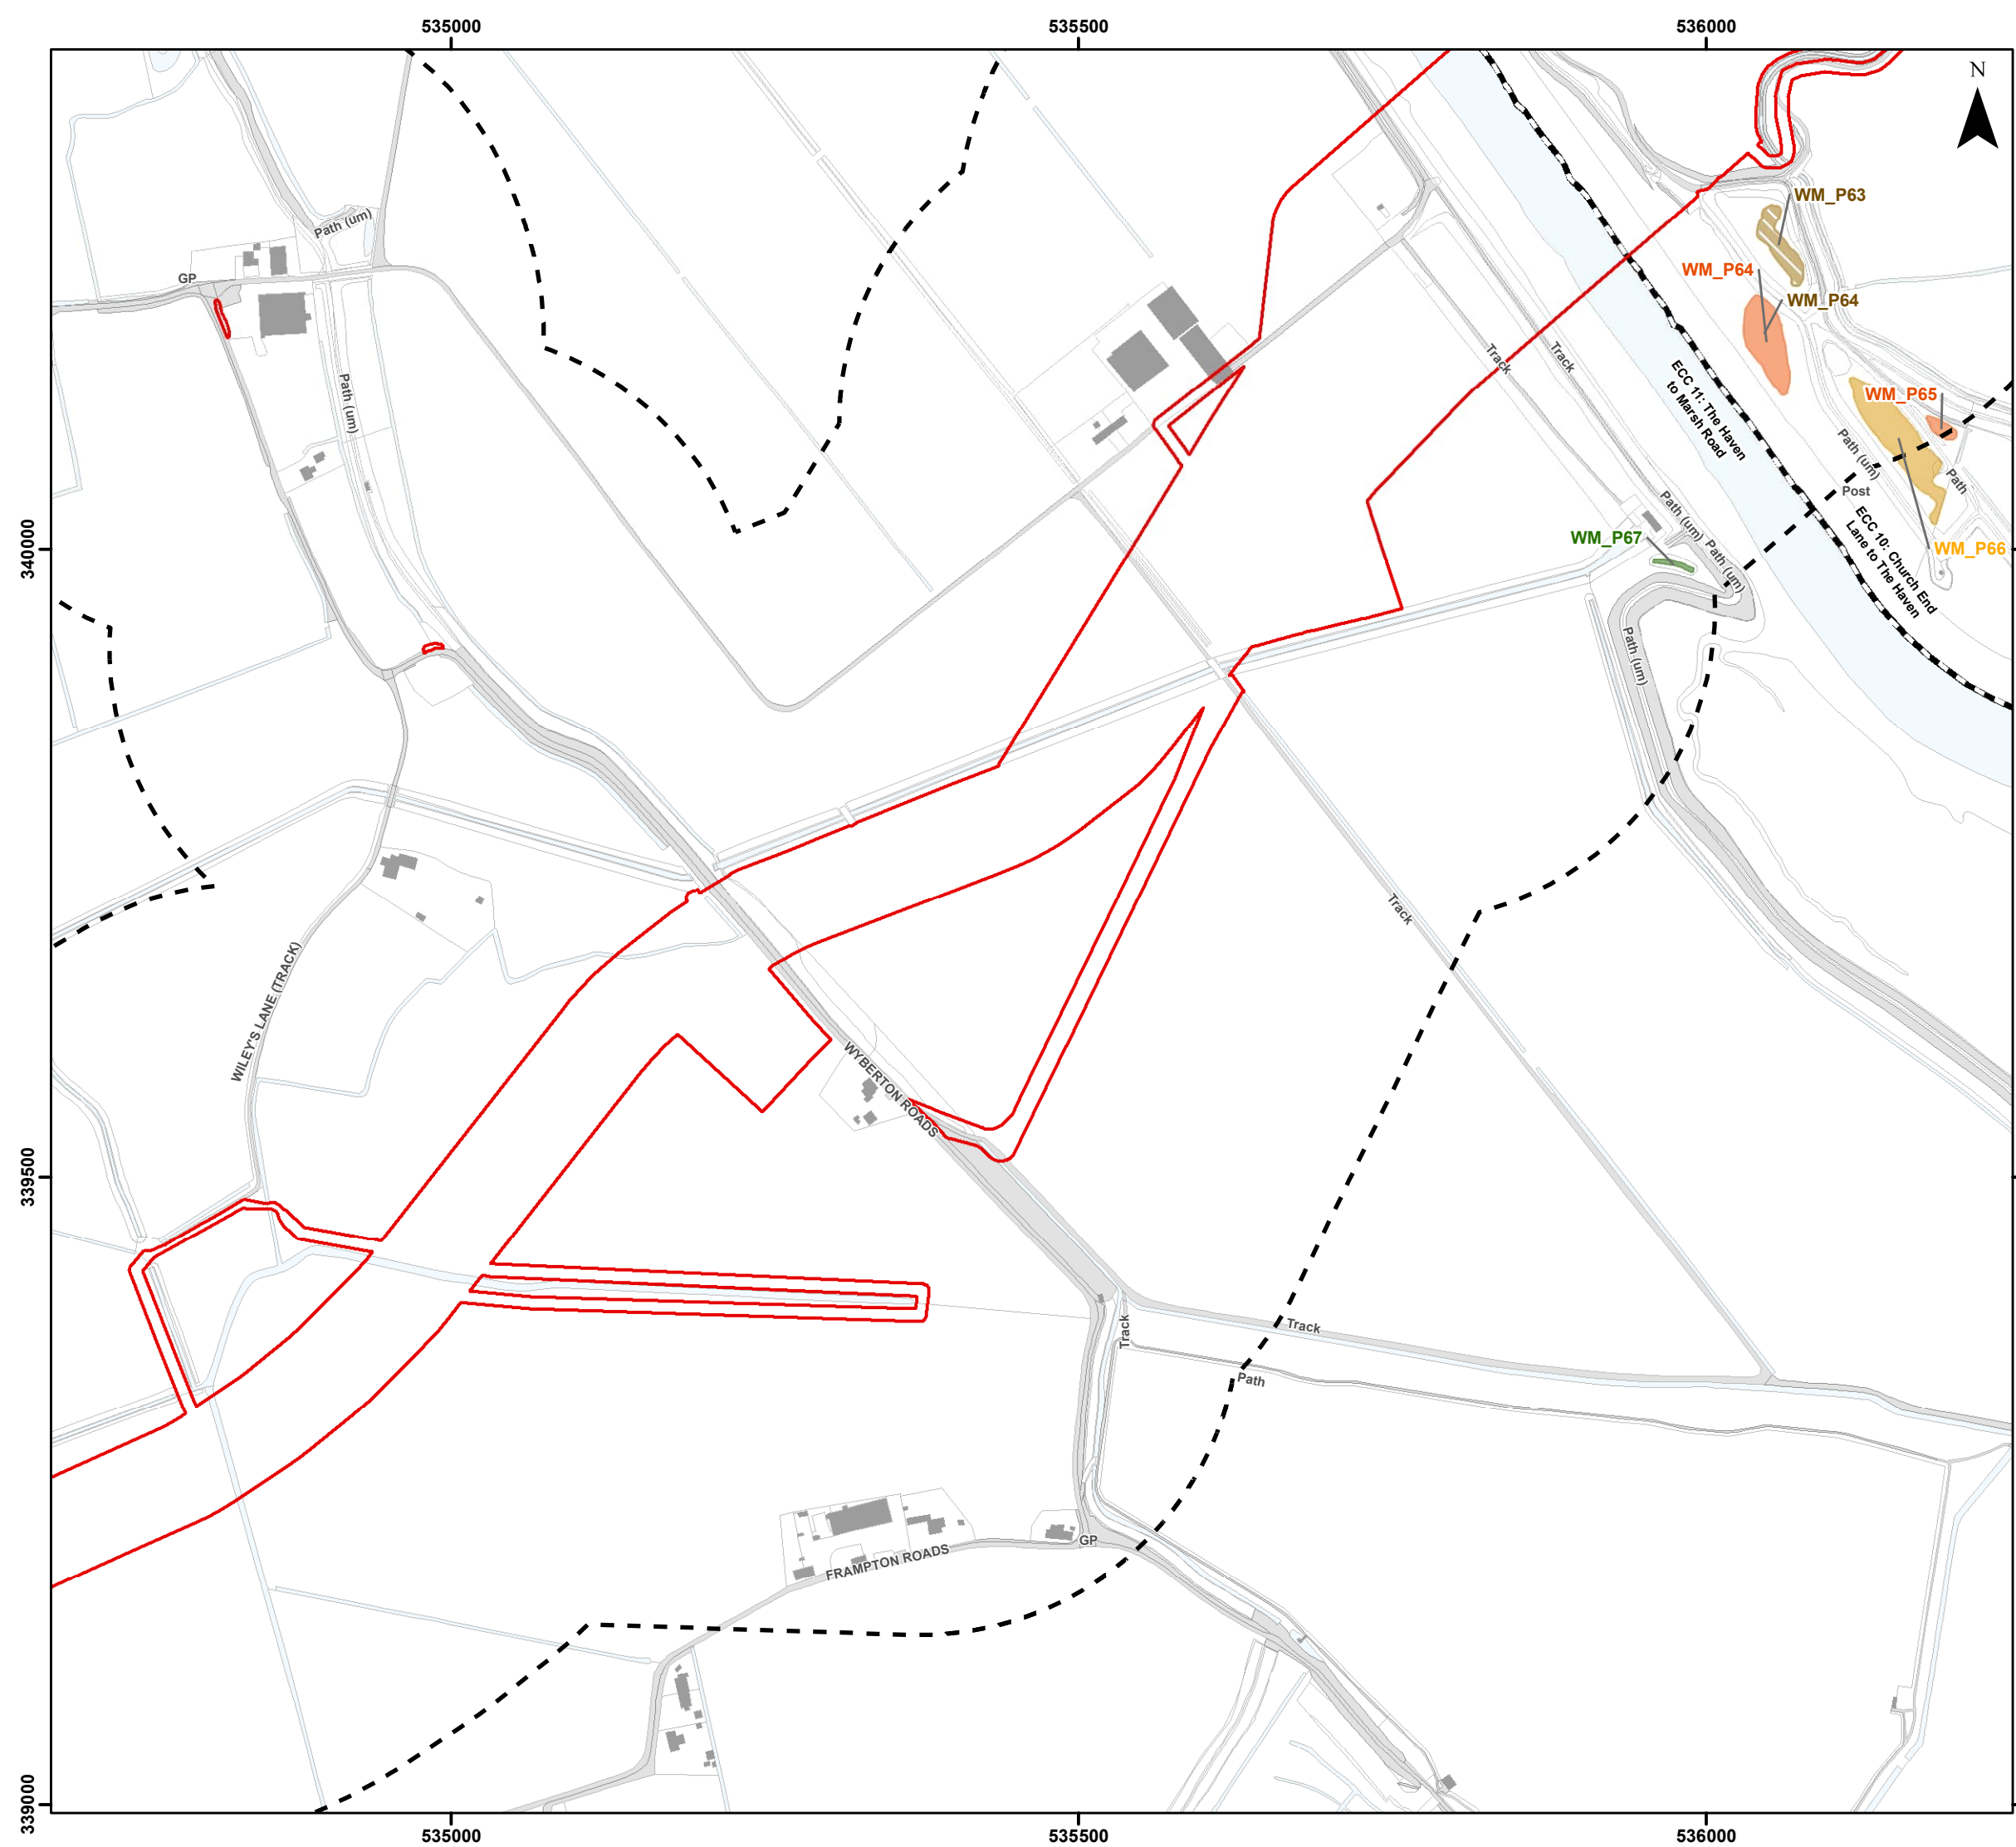 535000
535500
536000
N
WM_P63
Path (um)
WM_P64
GP
WM_P64
Track
Track
ECC 11: The Haven
to Marsh Road
Path (um)
WM_P65
Path (um)
Path
Post
Path (um)
340000
WM_P67
ECC 10: Church End
Lane to The Haven
WM_P66
Path (um)
Path (um)
Track
WILEY'S LANE (TRACK)
WYBERTON ROADS
339500
Track
Track
Path
GP
FRAMPTON ROADS
339000
535000
535500
536000